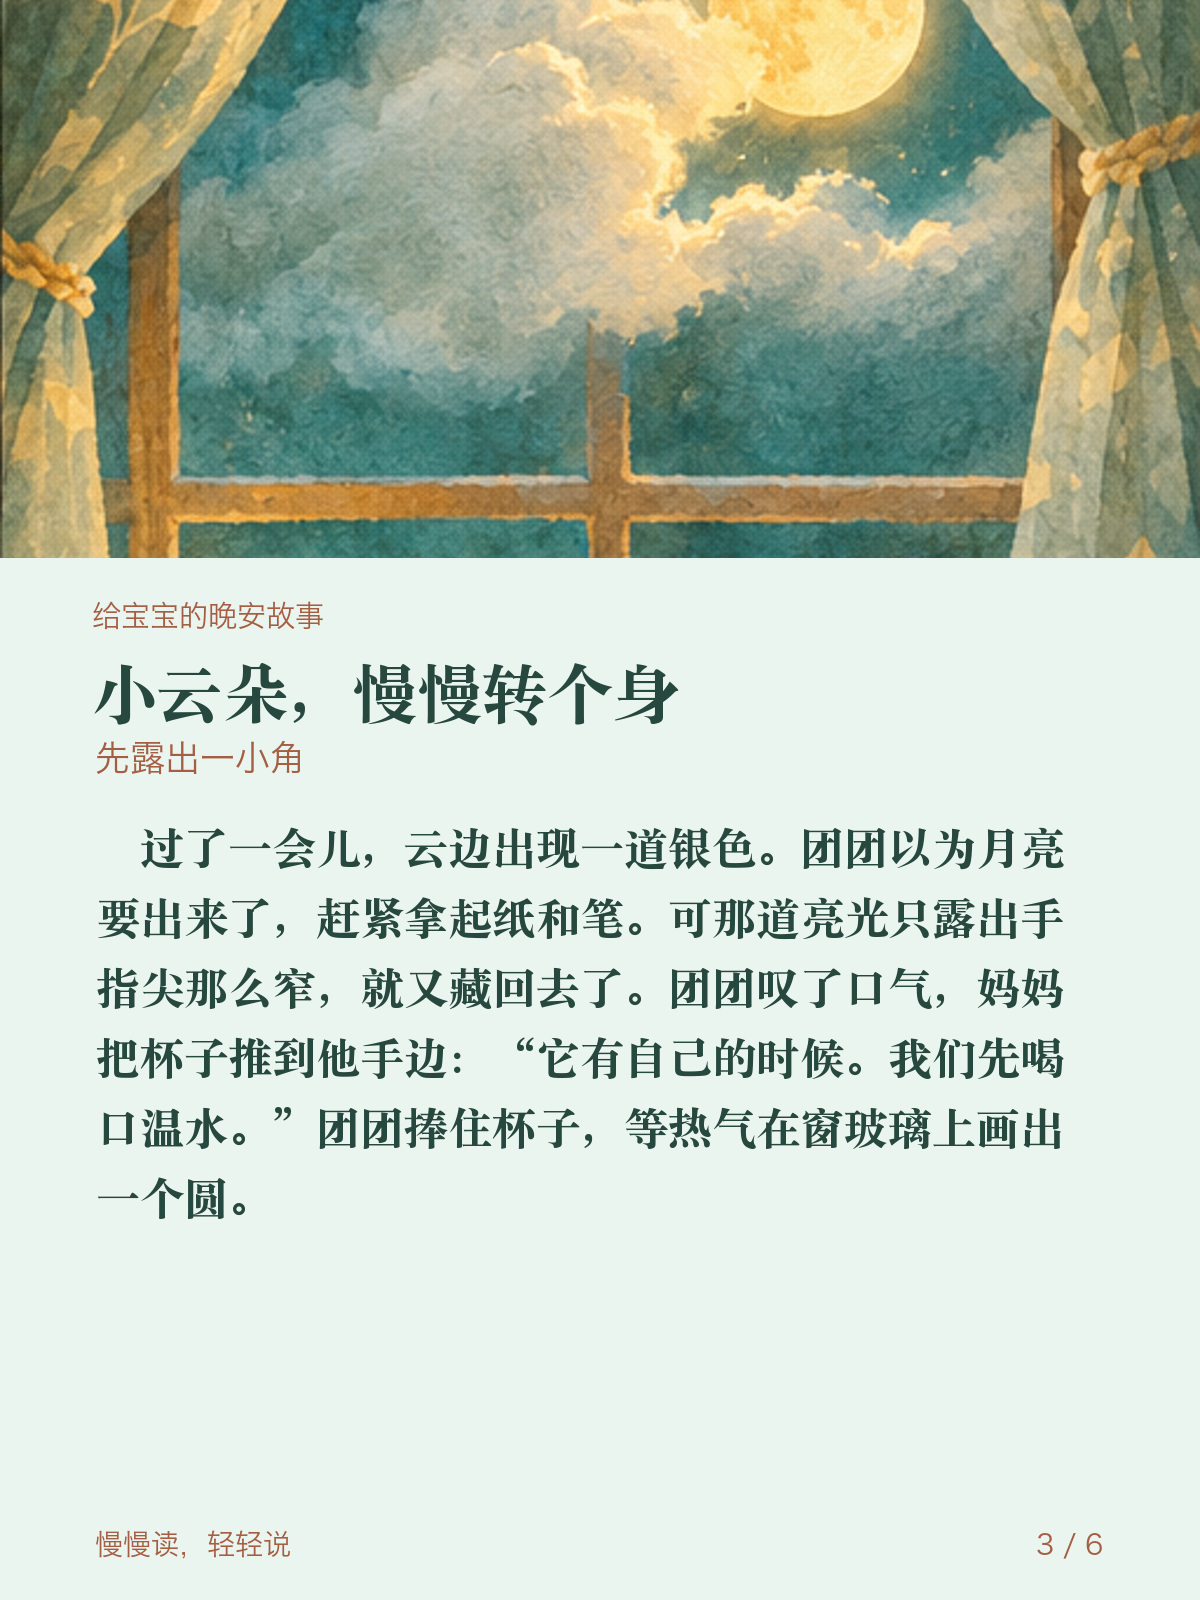 给宝宝的晚安故事
小云朵，慢慢转个身
先露出一小角
过了一会儿，云边出现一道银色。团团以为月亮
要出来了，赶紧拿起纸和笔。可那道亮光只露出手
指尖那么窄，就又藏回去了。团团叹了口气，妈妈
把杯子推到他手边：“它有自己的时候。我们先喝
口温水。”团团捧住杯子，等热气在窗玻璃上画出
一个圆。
慢慢读，轻轻说
3 / 6